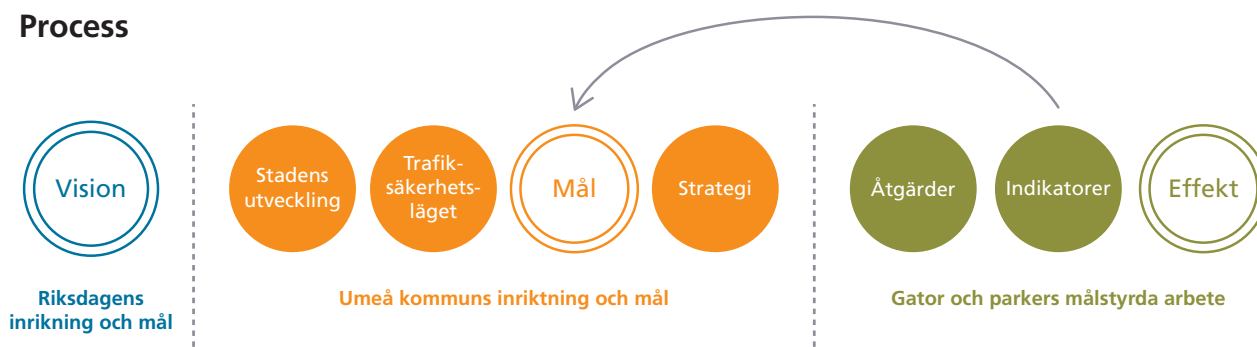 Process
Vision
Stadens
utveckling
Trafik-
säkerhets-
läget
Mål
Strategi
Åtgärder
Indikatorer
Effekt
Riksdagens
inrikning och mål
Umeå kommuns inriktning och mål
Gator och parkers målstyrda arbete